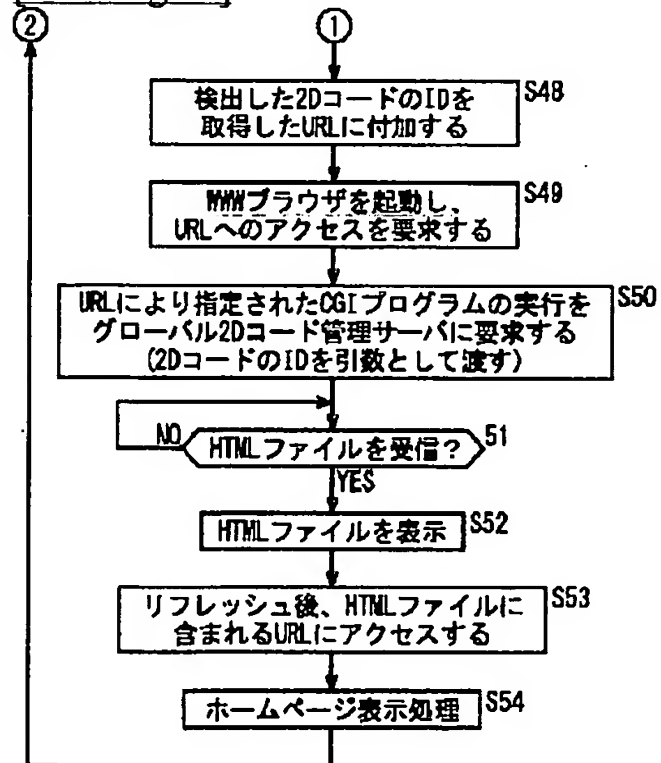 ②
①
検出した2DコードのIDを
取得したURLに付加する
S48
WWWブラウザを起動し、
URLへのアクセスを要求する
S49
URLにより指定されたCGIプログラムの実行を
グローバル2Dコード管理サーバに要求する
(2DコードのIDを引数として渡す)
S50
NO
HTMLファイルを受信?
51
YES
HTMLファイルを表示
S52
リフレッシュ後、HTMLファイルに
含まれるURLにアクセスする
S53
ホームページ表示処理
S54